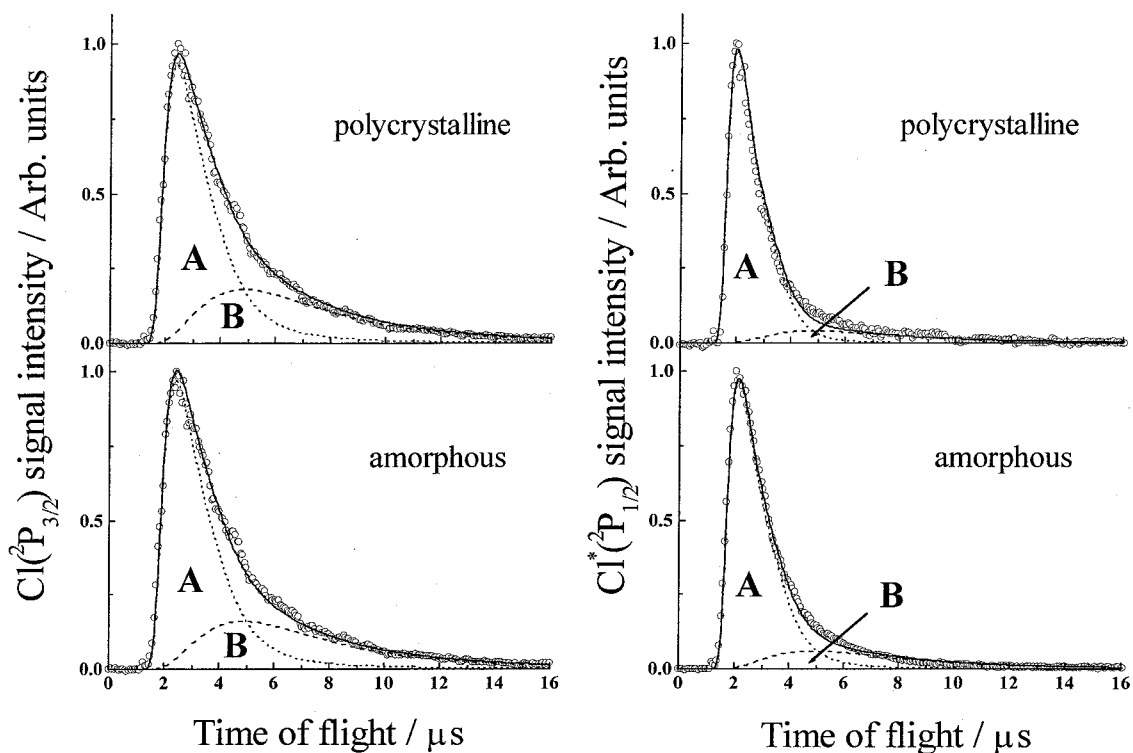 Cl(²P₃/₂) signal intensity / Arb. units
1.0
polycrystalline
0.5
A
B
0.0
1.0
amorphous
0.5
A
B
0.0
0 2 4 6 8 10 12 14 16
Time of flight / μs
Cl*(²P₁/₂) signal intensity / Arb. units
1.0
polycrystalline
0.5
A
B
0.0
1.0
amorphous
0.5
A
B
0.0
0 2 4 6 8 10 12 14 16
Time of flight / μs